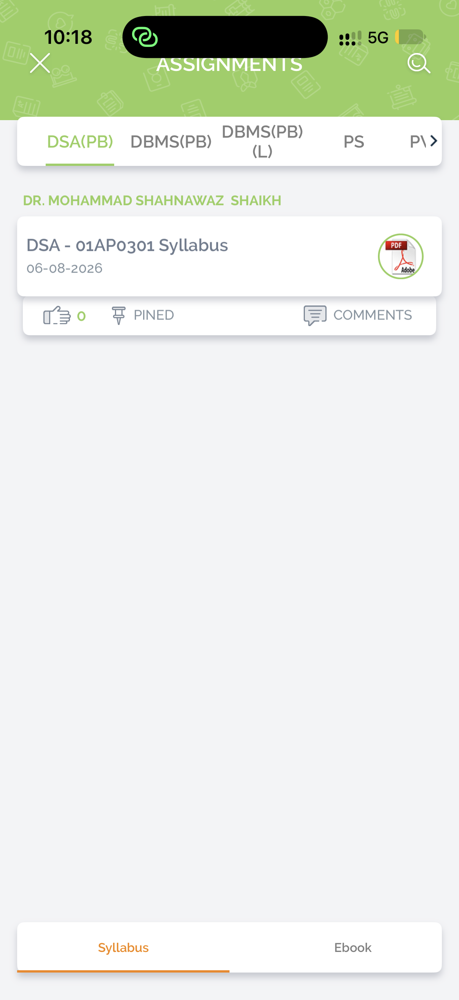 10:18
5G
ASSIGNMENTS
DSA(PB)
DBMS(PB)
DBMS(PB)
(L)
PS
DR. MOHAMMAD SHAHNAWAZ SHAIKH
DSA - 01AP0301 Syllabus
PDF
Adobe
06-08-2026
0
PINED
COMMENTS
Syllabus
Ebook